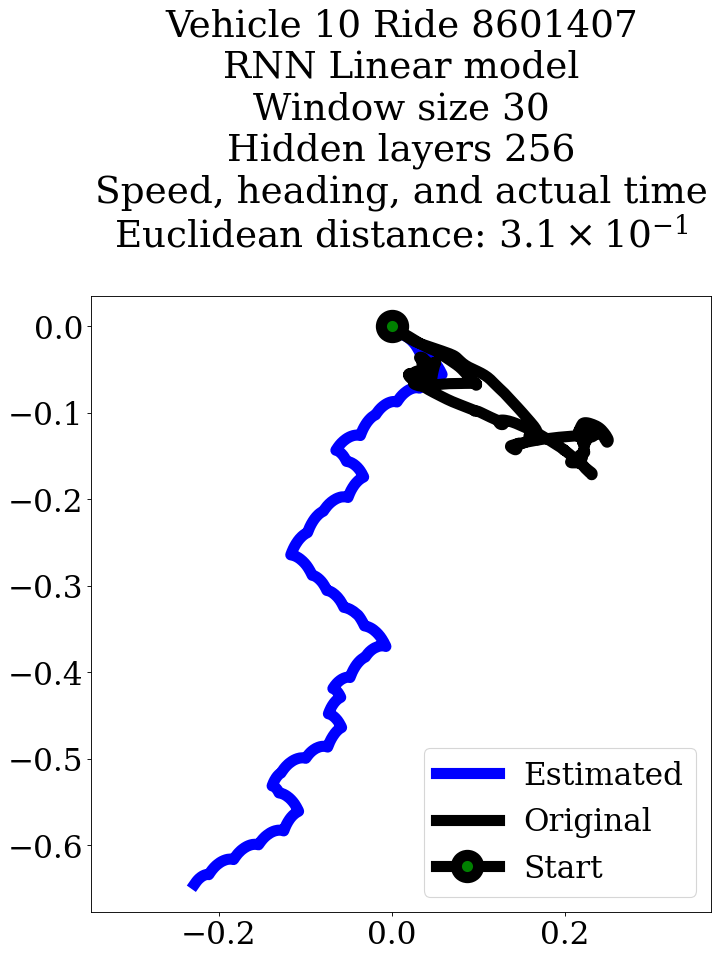 Vehicle 10 Ride 8601407
RNN Linear model
Window size 30
Hidden layers 256
Speed, heading, and actual time
Euclidean distance: 3.1 × 10⁻¹
0.0
−0.1
−0.2
−0.3
−0.4
−0.5
−0.6
Estimated
Original
Start
−0.2 0.0 0.2